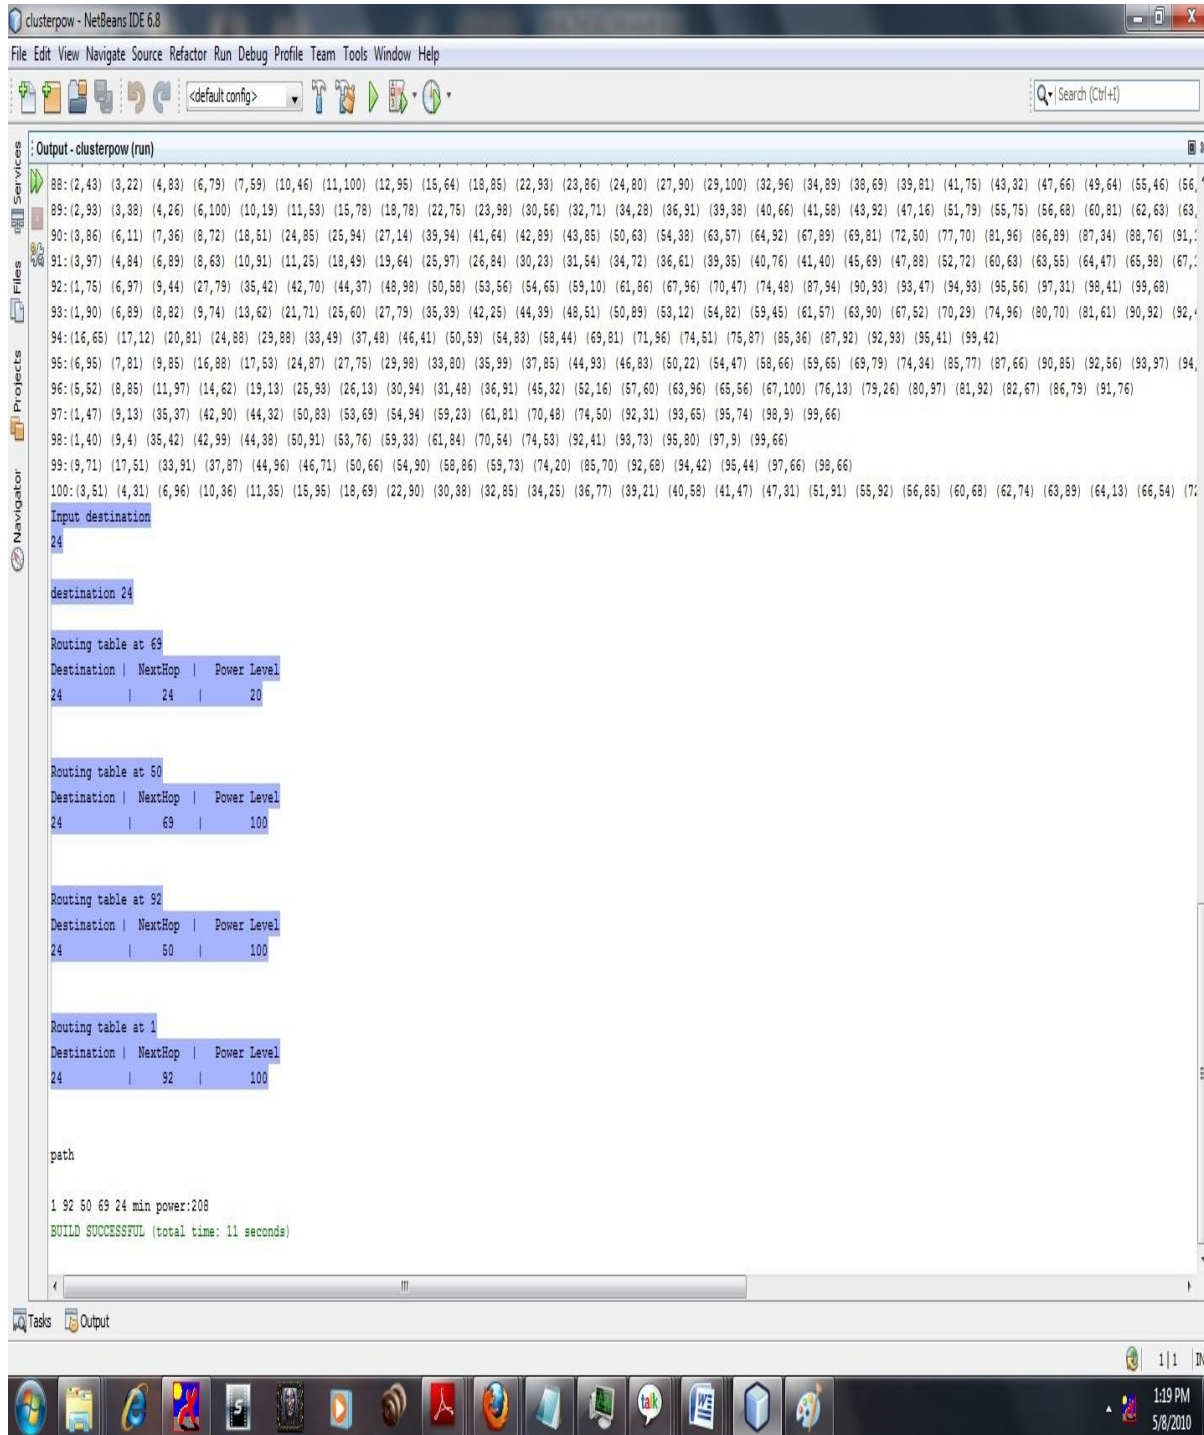 clusterpow - NetBeans IDE 6.8
File Edit View Navigate Source Refactor Run Debug Profile Team Tools Window Help
<default config>
Search (Ctrl+I)
Output - clusterpow (run)
Services
Files
Projects
Navigator
88:(2,43) (3,22) (4,83) (6,79) (7,59) (10,46) (11,100) (12,95) (15,64) (18,85) (22,93) (23,86) (24,80) (27,90) (29,100) (32,96) (34,89) (38,69) (39,81) (41,75) (43,32) (47,66) (49,64) (55,46) (56,
89:(2,93) (3,38) (4,26) (6,100) (10,19) (11,53) (15,78) (18,78) (22,75) (23,98) (30,56) (32,71) (34,28) (36,91) (39,38) (40,66) (41,58) (43,92) (47,16) (51,79) (55,75) (56,68) (60,81) (62,63) (63,
90:(3,86) (6,11) (7,36) (8,72) (18,51) (24,85) (25,94) (27,14) (39,94) (41,64) (42,89) (43,85) (50,63) (54,38) (63,57) (64,92) (67,89) (69,81) (72,50) (77,70) (81,96) (86,89) (87,34) (88,76) (91,
91:(3,97) (4,84) (6,89) (8,63) (10,91) (11,25) (18,49) (19,64) (25,97) (26,84) (30,23) (31,54) (34,72) (36,61) (39,35) (40,76) (41,40) (45,69) (47,88) (52,72) (60,63) (63,55) (64,47) (65,98) (67,
92:(1,75) (6,97) (9,44) (27,79) (35,42) (42,70) (44,37) (48,98) (50,58) (53,56) (54,65) (59,10) (61,86) (67,96) (70,47) (74,48) (87,94) (90,93) (93,47) (94,93) (95,56) (97,31) (98,41) (99,68)
93:(1,90) (6,89) (8,82) (9,74) (13,62) (21,71) (25,60) (27,79) (35,39) (42,25) (44,39) (48,51) (50,89) (53,12) (54,82) (59,45) (61,57) (63,90) (67,52) (70,29) (74,96) (80,70) (81,61) (90,92) (92,
94:(16,65) (17,12) (20,81) (24,88) (29,88) (33,49) (37,48) (46,41) (50,59) (54,83) (58,44) (69,81) (71,96) (74,51) (75,87) (85,36) (87,92) (92,93) (95,41) (99,42)
95:(6,95) (7,81) (9,85) (16,88) (17,53) (24,87) (27,75) (29,98) (33,80) (35,99) (37,85) (44,93) (46,83) (50,22) (54,47) (58,66) (59,65) (69,79) (74,34) (85,77) (87,66) (90,85) (92,56) (93,97) (94,
96:(5,52) (8,85) (11,97) (14,62) (19,13) (25,93) (26,13) (30,94) (31,48) (36,91) (45,32) (52,16) (57,60) (63,96) (65,56) (67,100) (76,13) (79,26) (80,97) (81,92) (82,67) (86,79) (91,76)
97:(1,47) (9,13) (35,37) (42,90) (44,32) (50,83) (53,69) (54,94) (59,23) (61,81) (70,48) (74,50) (92,31) (93,65) (95,74) (98,9) (99,66)
98:(1,40) (9,4) (35,42) (42,99) (44,38) (50,91) (53,76) (59,33) (61,84) (70,54) (74,53) (92,41) (93,73) (95,80) (97,9) (99,66)
99:(9,71) (17,51) (33,91) (37,87) (44,96) (46,71) (50,66) (54,90) (58,86) (59,73) (74,20) (85,70) (92,68) (94,42) (95,44) (97,66) (98,66)
100:(3,51) (4,31) (6,96) (10,36) (11,35) (15,95) (18,69) (22,90) (30,38) (32,85) (34,25) (36,77) (39,21) (40,58) (41,47) (47,31) (51,91) (55,92) (56,85) (60,68) (62,74) (63,89) (64,13) (66,54) (72
Input destination
24
destination 24
Routing table at 69
Destination | NextHop | Power Level
24 | 24 | 20
Routing table at 50
Destination | NextHop | Power Level
24 | 69 | 100
Routing table at 92
Destination | NextHop | Power Level
24 | 50 | 100
Routing table at 1
Destination | NextHop | Power Level
24 | 92 | 100
path
1 92 50 69 24 min power:208
BUILD SUCCESSFUL (total time: 11 seconds)
Tasks Output
1|1
talk
1:19 PM
5/8/2010